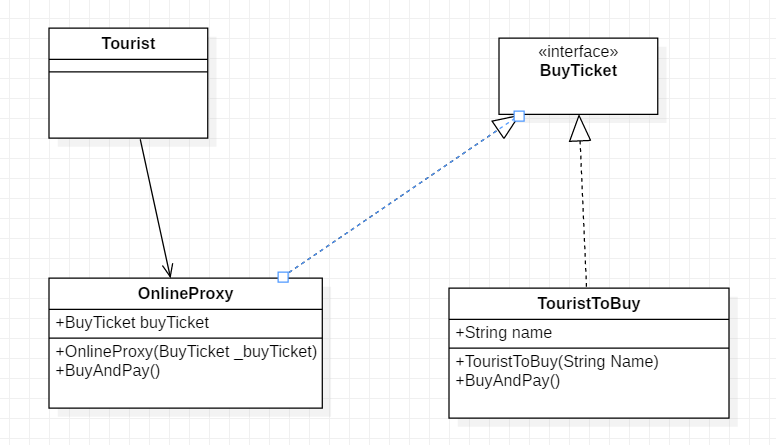 Tourist
«interface»
BuyTicket
OnlineProxy
+BuyTicket buyTicket
+OnlineProxy(BuyTicket _buyTicket)
+BuyAndPay()
TouristToBuy
+String name
+TouristToBuy(String Name)
+BuyAndPay()